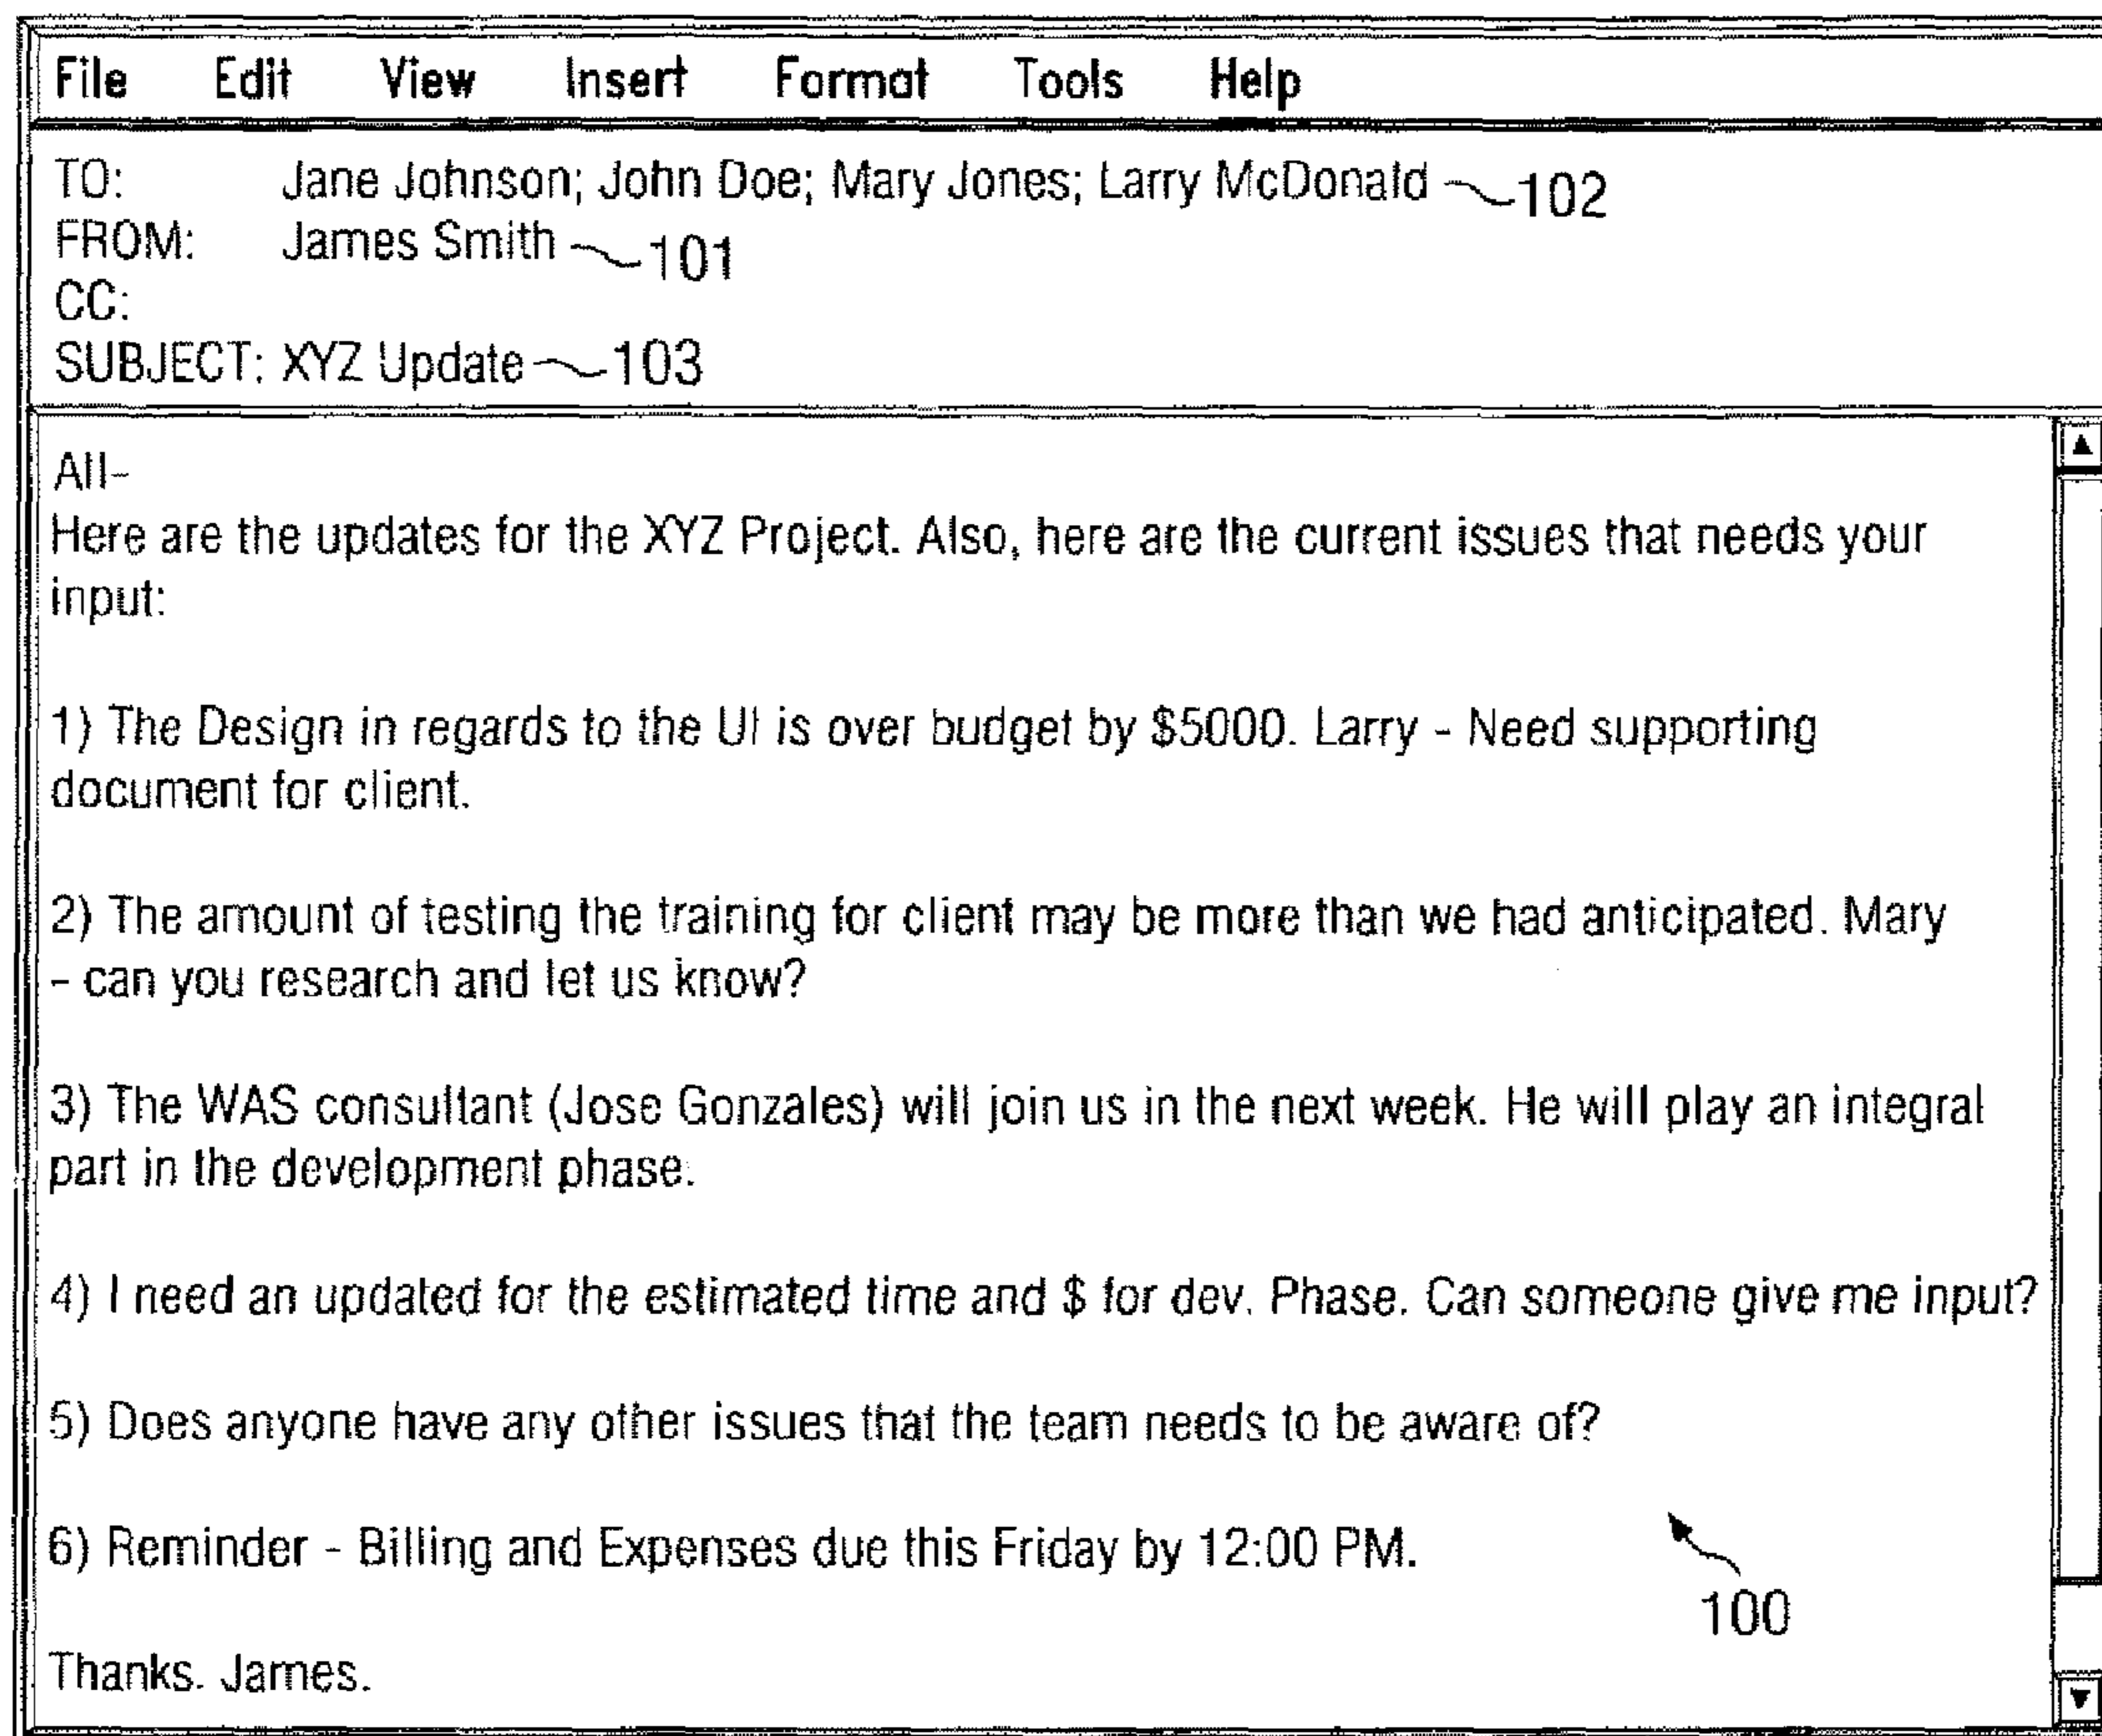 File Edit View Insert Format Tools Help
TO: Jane Johnson; John Doe; Mary Jones; Larry McDonald 102
FROM: James Smith 101
CC:
SUBJECT: XYZ Update 103
All-
Here are the updates for the XYZ Project. Also, here are the current issues that needs your
input:
1) The Design in regards to the UI is over budget by $5000. Larry - Need supporting
document for client.
2) The amount of testing the training for client may be more than we had anticipated. Mary
- can you research and let us know?
3) The WAS consultant (Jose Gonzales) will join us in the next week. He will play an integral
part in the development phase.
4) I need an updated for the estimated time and $ for dev. Phase. Can someone give me input?
5) Does anyone have any other issues that the team needs to be aware of?
6) Reminder - Billing and Expenses due this Friday by 12:00 PM.
100
Thanks. James.